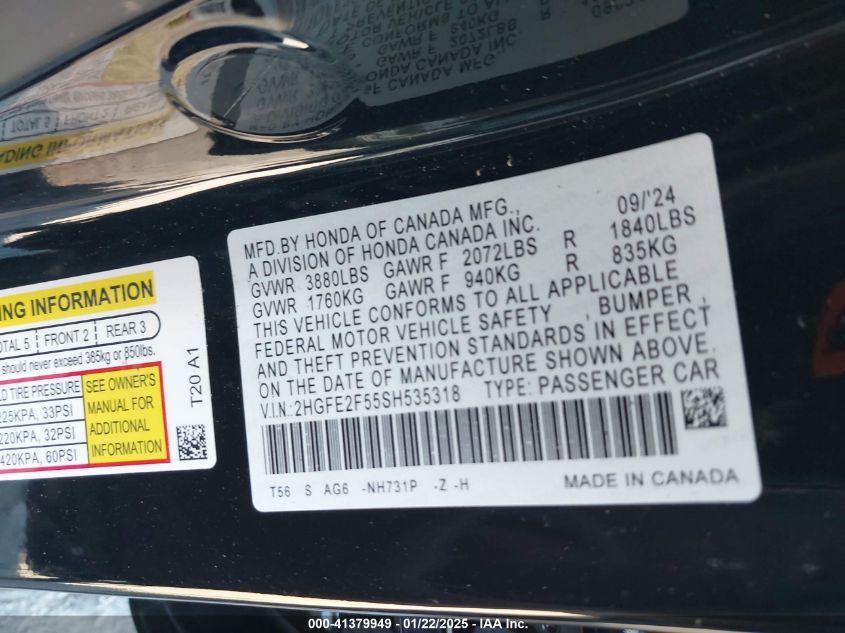 MFD.BY HONDA OF CANADA MFG., 09/'24
A DIVISION OF HONDA CANADA INC.
GVWR 3880LBS GAWR F 2072LBS R 1840LBS
GVWR 1760KG GAWR F 940KG R 835KG
THIS VEHICLE CONFORMS TO ALL APPLICABLE
FEDERAL MOTOR VEHICLE SAFETY , BUMPER ,
AND THEFT PREVENTION STANDARDS IN EFFECT
ON THE DATE OF MANUFACTURE SHOWN ABOVE.
V.I.N:2HGFE2F55SH535318 TYPE: PASSENGER CAR
T56 S AG6 -NH731P -Z -H
MADE IN CANADA
ING INFORMATION
OTAL 5 FRONT 2 REAR 3
should never exceed 385kg or 850lbs.
LD TIRE PRESSURE
225KPA, 33PSI
220KPA, 32PSI
420KPA, 60PSI
SEE OWNER'S
MANUAL FOR
ADDITIONAL
INFORMATION
T20 A1
000-41379949 - 01/22/2025 - IAA Inc.